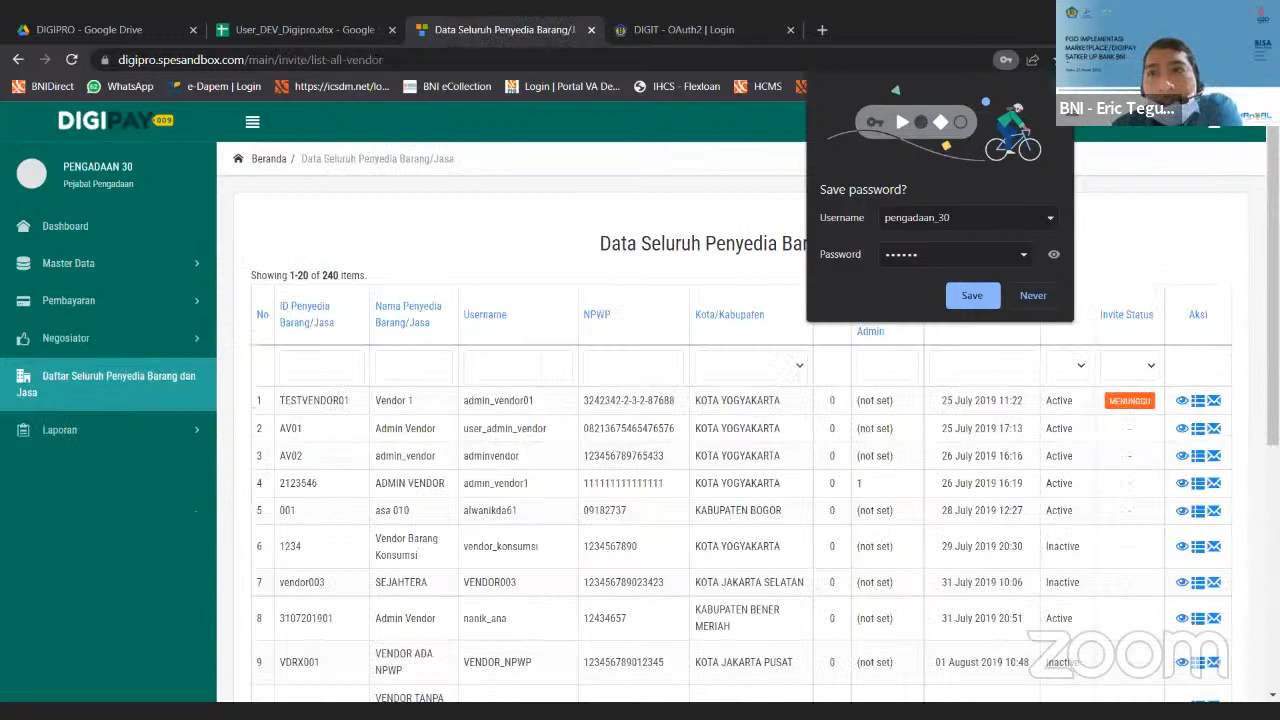 DIGIPRO - Google Drive
User_DEV_Digipro.xlsx - Google
Data Seluruh Penyedia Barang/J
DIGIT - OAuth2 | Login
digipro.spesandbox.com/main/invite/list-all-vendor
BNIDirect
WhatsApp
e-Dapem | Login
https://icsdm.net/lo...
BNI eCollection
Login | Portal VA De...
IHCS - Flexloan
HCMS
FGD IMPLEMENTASI
MARKETPLACE/DIGIPAY
SATKER UP BANK BNI
BISA
BNI - Eric Tegu...
DIGIPAY 009
PENGADAAN 30
Pejabat Pengadaan
Dashboard
Master Data
Pembayaran
Negosiator
Daftar Seluruh Penyedia Barang dan
Jasa
Laporan
Beranda / Data Seluruh Penyedia Barang/Jasa
Data Seluruh Penyedia Bar
Showing 1-20 of 240 items.
Save password?
Username pengadaan_30
Password ••••••
Save Never
No ID Penyedia Barang/Jasa Nama Penyedia Barang/Jasa Username NPWP Kota/Kabupaten Admin Invite Status Aksi
1 TESTVENDOR01 Vendor 1 admin_vendor01 3242342-2-3-2-87688 KOTA YOGYAKARTA 0 (not set) 25 July 2019 11:22 Active MENUNGGU
2 AV01 Admin Vendor user_admin_vendor 08213675465476576 KOTA YOGYAKARTA 0 (not set) 25 July 2019 17:13 Active -
3 AV02 admin_vendor adminvendor 123456789765433 KOTA YOGYAKARTA 0 (not set) 26 July 2019 16:16 Active -
4 2123546 ADMIN VENDOR admin_vendor1 111111111111111 KOTA YOGYAKARTA 0 1 26 July 2019 16:19 Active -
5 001 asa 010 alwanikda61 09182737 KABUPATEN BOGOR 0 (not set) 28 July 2019 12:27 Active -
6 1234 Vendor Barang Konsumsi vendor_konsumsi 1234567890 KOTA YOGYAKARTA 0 (not set) 29 July 2019 20:30 Inactive
7 vendor003 SEJAHTERA VENDOR003 123456789023423 KOTA JAKARTA SELATAN 0 (not set) 31 July 2019 10:06 Inactive
8 3107201901 Admin Vendor nanik_ana 12434657 KABUPATEN BENER MERIAH 0 (not set) 31 July 2019 20:51 Active
9 VDRX001 VENDOR ADA NPWP VENDOR_NPWP 123456789012345 KOTA JAKARTA PUSAT 0 (not set) 01 August 2019 10:48 Inactive
VENDOR TANPA
zoom